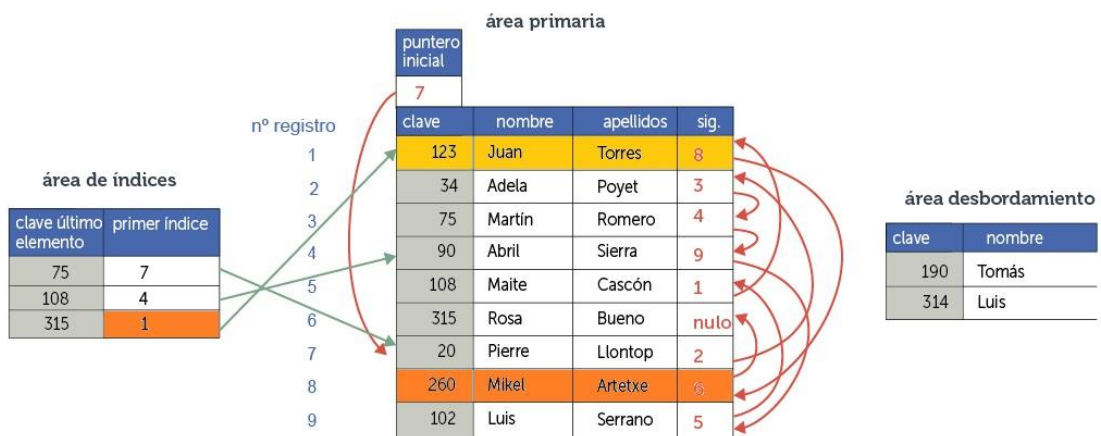 área primaria
puntero
inicial
7
nº registro
clave nombre apellidos sig.
1 123 Juan Torres 8
2 34 Adela Poyet 3
3 75 Martín Romero 4
4 90 Abril Sierra 9
5 108 Maite Cascón 1
6 315 Rosa Bueno nulo
7 20 Pierre Llontop 2
8 260 Mikel Artetxe 6
9 102 Luis Serrano 5
área de índices
clave último
elemento
primer índice
75 7
108 4
315 1
área desbordamiento
clave nombre
190 Tomás
314 Luis